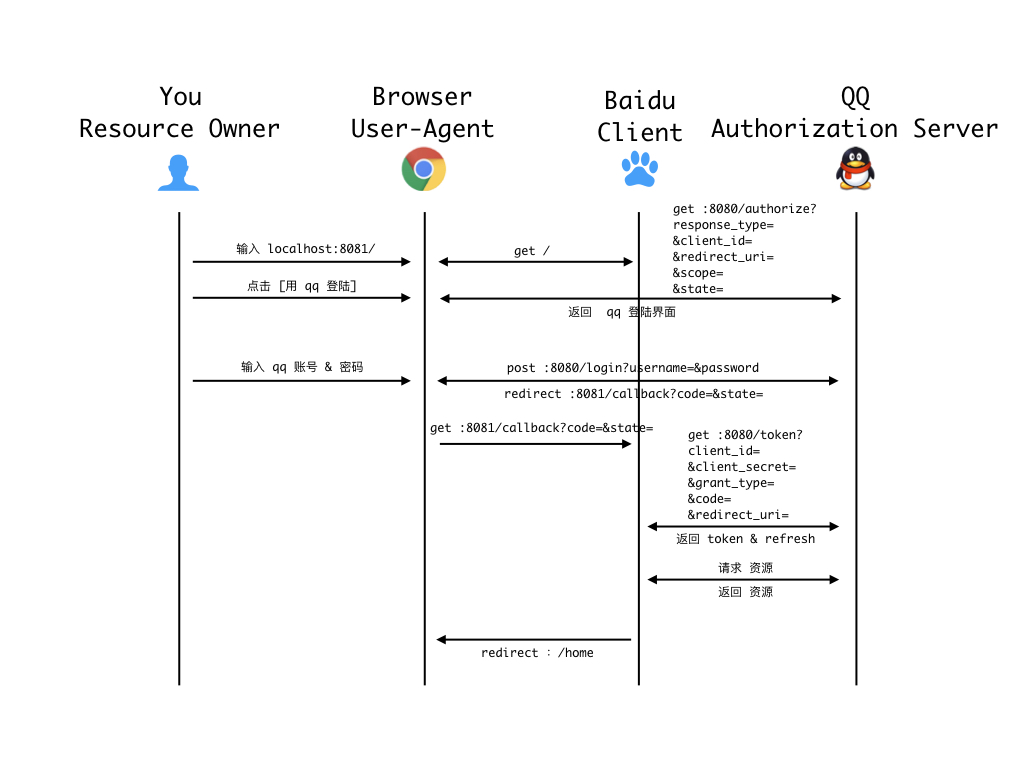 You
Resource Owner
Browser
User-Agent
Baidu
Client
QQ
Authorization Server
get :8080/authorize?
response_type=
&client_id=
&redirect_uri=
&scope=
&state=
输入 localhost:8081/
get /
点击 [用 qq 登陆]
返回 qq 登陆界面
输入 qq 账号 & 密码
post :8080/login?username=&password
redirect :8081/callback?code=&state=
get :8081/callback?code=&state=
get :8080/token?
client_id=
&client_secret=
&grant_type=
&code=
&redirect_uri=
返回 token & refresh
请求 资源
返回 资源
redirect : /home